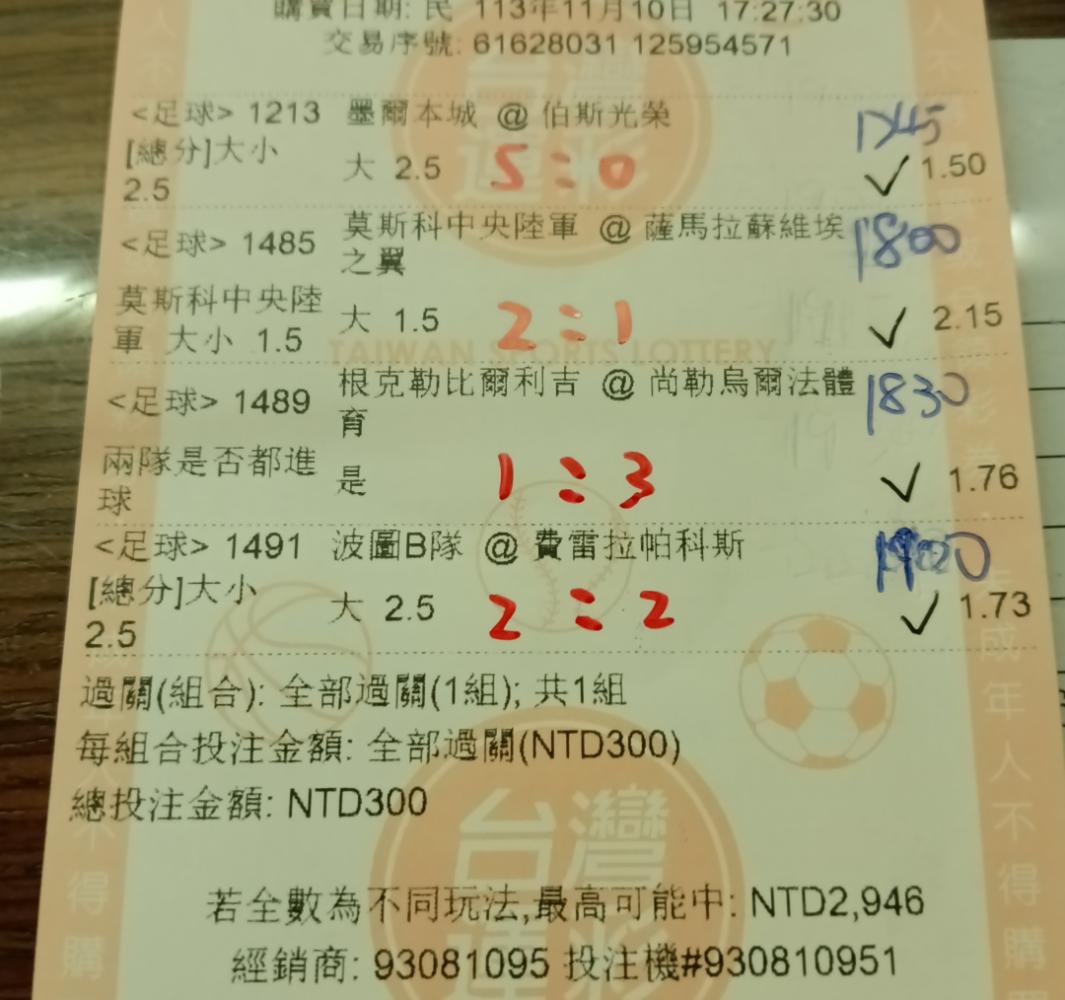 購買日期: 民 113年11月10日 17:27:30
交易序號: 61628031 125954571
<足球> 1213 墨爾本城 @ 伯斯光榮 1745
[總分]大小 2.5 大 2.5 5:0 ✓ 1.50
<足球> 1485 莫斯科中央陸軍 @ 薩馬拉蘇維埃之翼 1800
莫斯科中央陸軍 大小 1.5 大 1.5 2:1 ✓ 2.15
TAIWAN SPORTS LOTTERY
<足球> 1489 根克勒比爾利吉 @ 尚勒烏爾法體育 1830
兩隊是否都進球 是 1:3 ✓ 1.76
<足球> 1491 波圖B隊 @ 費雷拉帕科斯
[總分]大小 2.5 大 2.5 2:2 ✓ 1.73
過關(組合): 全部過關(1組); 共1組
每組合投注金額: 全部過關(NTD300)
總投注金額: NTD300
台灣
運彩
若全數為不同玩法,最高可能中: NTD2,946
經銷商: 93081095 投注機#930810951